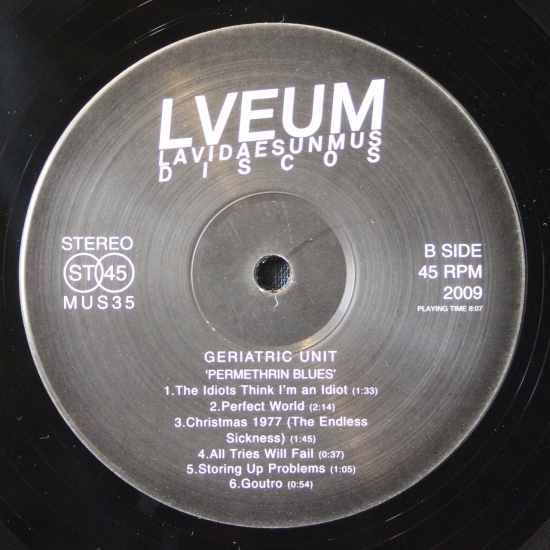 LVEUM
LAVIDAESUNMUS
DISCOS
STEREO
ST 45
MUS35
B SIDE
45 RPM
2009
PLAYING TIME 8:07
GERIATRIC UNIT
'PERMETHRIN BLUES'
1.The Idiots Think I'm an Idiot (1:33)
2.Perfect World (2:14)
3.Christmas 1977 (The Endless
Sickness) (1:45)
4.All Tries Will Fail (0:37)
5.Storing Up Problems (1:05)
6.Goutro (0:54)